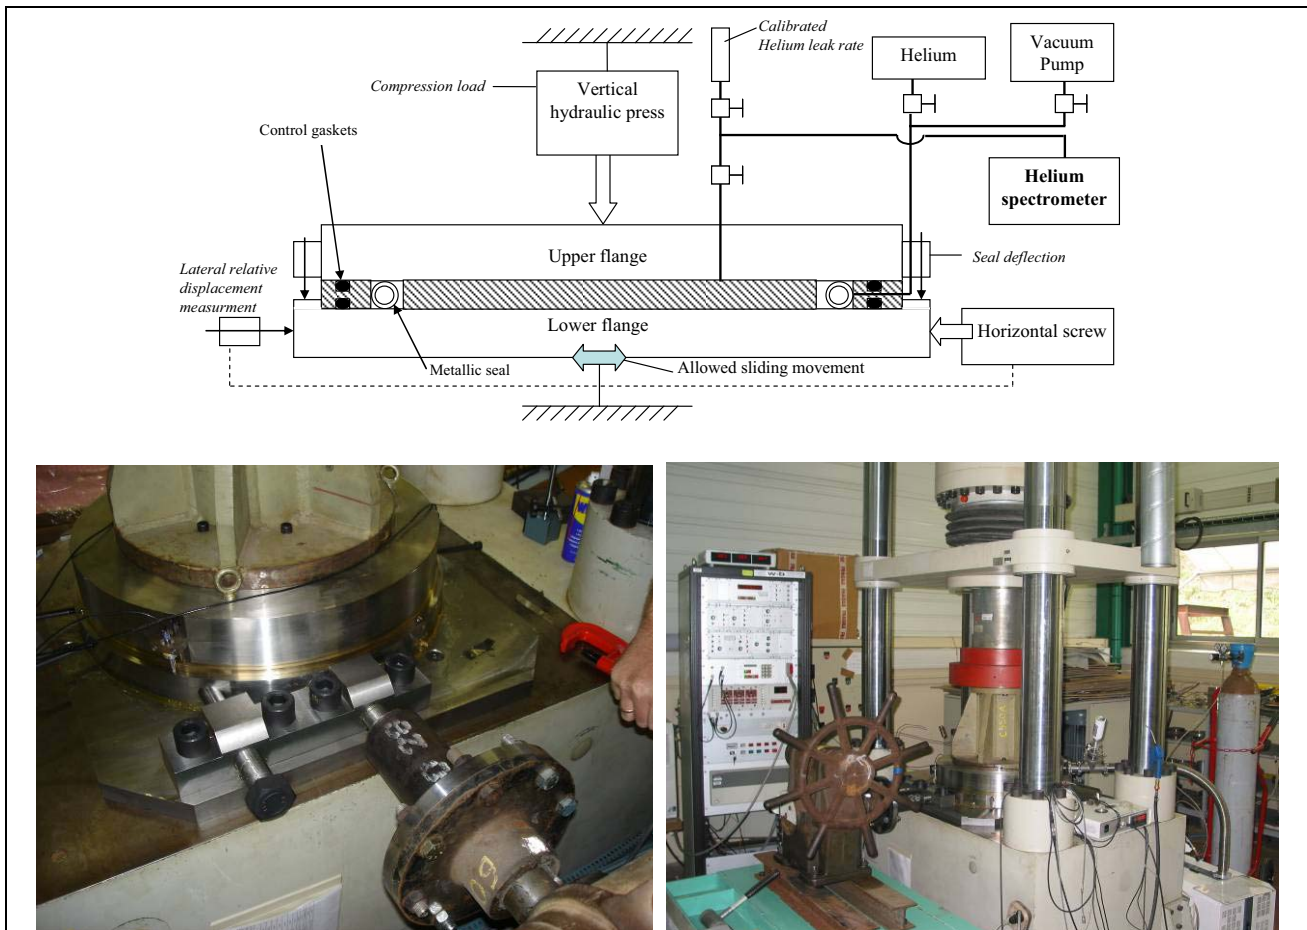 Calibrated
Helium leak rate
Helium
Vacuum
Pump
Compression load
Vertical
hydraulic press
Control gaskets
Helium
spectrometer
Upper flange
Seal deflection
Lateral relative
displacement
measurment
Lower flange
Horizontal screw
Metallic seal
Allowed sliding movement